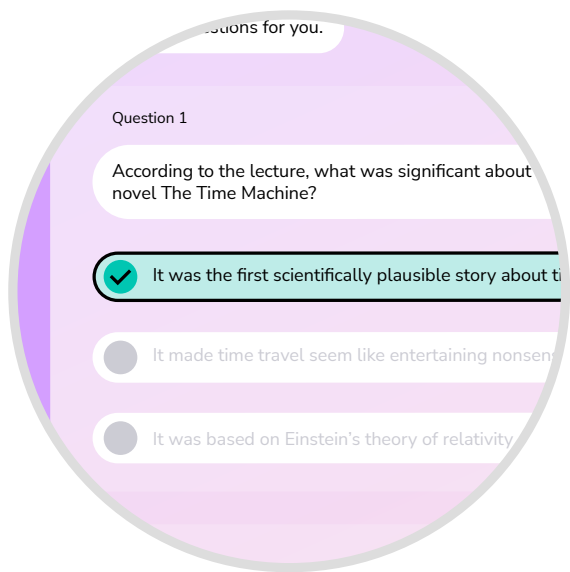 for you.
Question 1
According to the lecture, what was significant about
novel The Time Machine?
It was the first scientifically plausible story about
It made time travel seem like entertaining
It was based on Einstein's theory of relativity